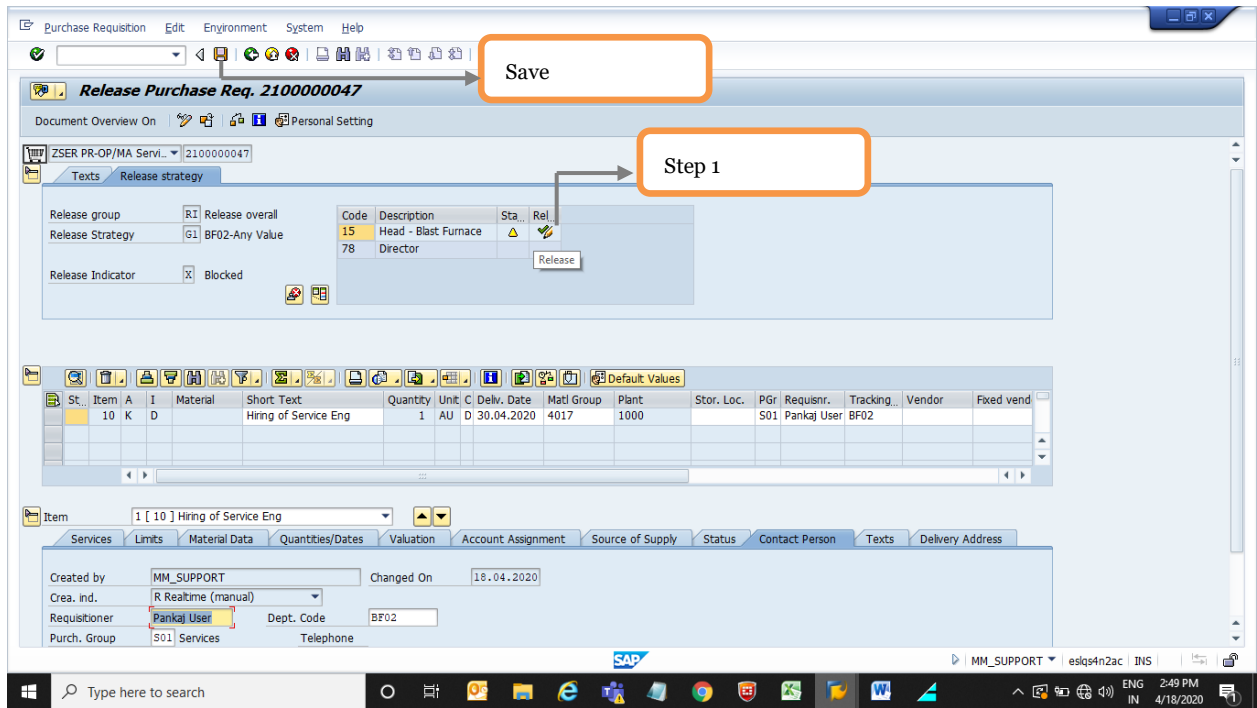 Purchase Requisition Edit Environment System Help
Save
Release Purchase Req. 2100000047
Document Overview On Personal Setting
Step 1
ZSER PR-OP/MA Servi... 2100000047
Texts Release strategy
Release group RI Release overall
Code Description Sta... Rel...
Release Strategy G1 BF02-Any Value
15 Head - Blast Furnace
78 Director
Release
Release Indicator X Blocked
Default Values
St... Item A I Material Short Text Quantity Unit C Deliv. Date Matl Group Plant Stor. Loc. PGr Requisnr. Tracking... Vendor Fixed vend
10 K D Hiring of Service Eng 1 AU D 30.04.2020 4017 1000 S01 Pankaj User BF02
Item 1 [ 10 ] Hiring of Service Eng
Services Limits Material Data Quantities/Dates Valuation Account Assignment Source of Supply Status Contact Person Texts Delivery Address
Created by MM_SUPPORT Changed On 18.04.2020
Crea. ind. R Realtime (manual)
Requisitioner Pankaj User Dept. Code BF02
Purch. Group S01 Services Telephone
SAP
MM_SUPPORT eslqs4n2ac INS
Type here to search
ENG 2:49 PM
IN 4/18/2020